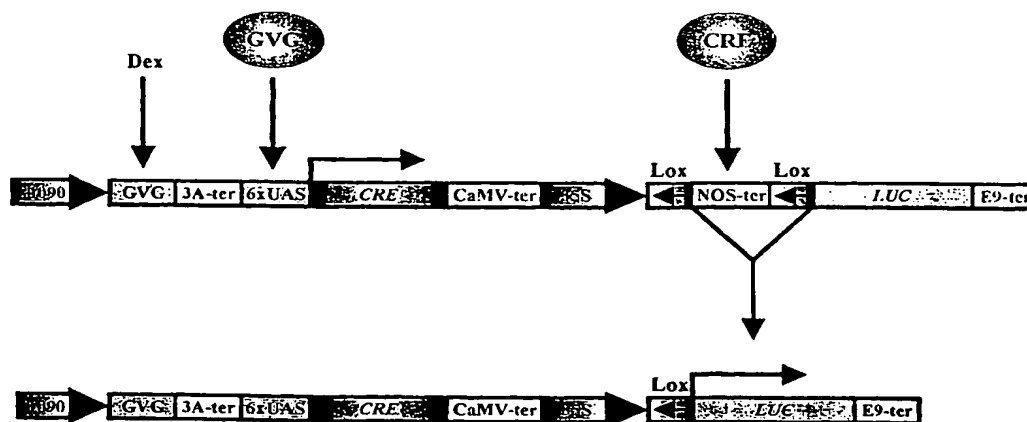 GVG
CRE
Dex
Lox
Lox
GVG 3A-ter 6xUAS CRE CaMV-ter NOS-ter LUC E9-ter
Lox
GVG 3A-ter 6xUAS CRE CaMV-ter LUC E9-ter